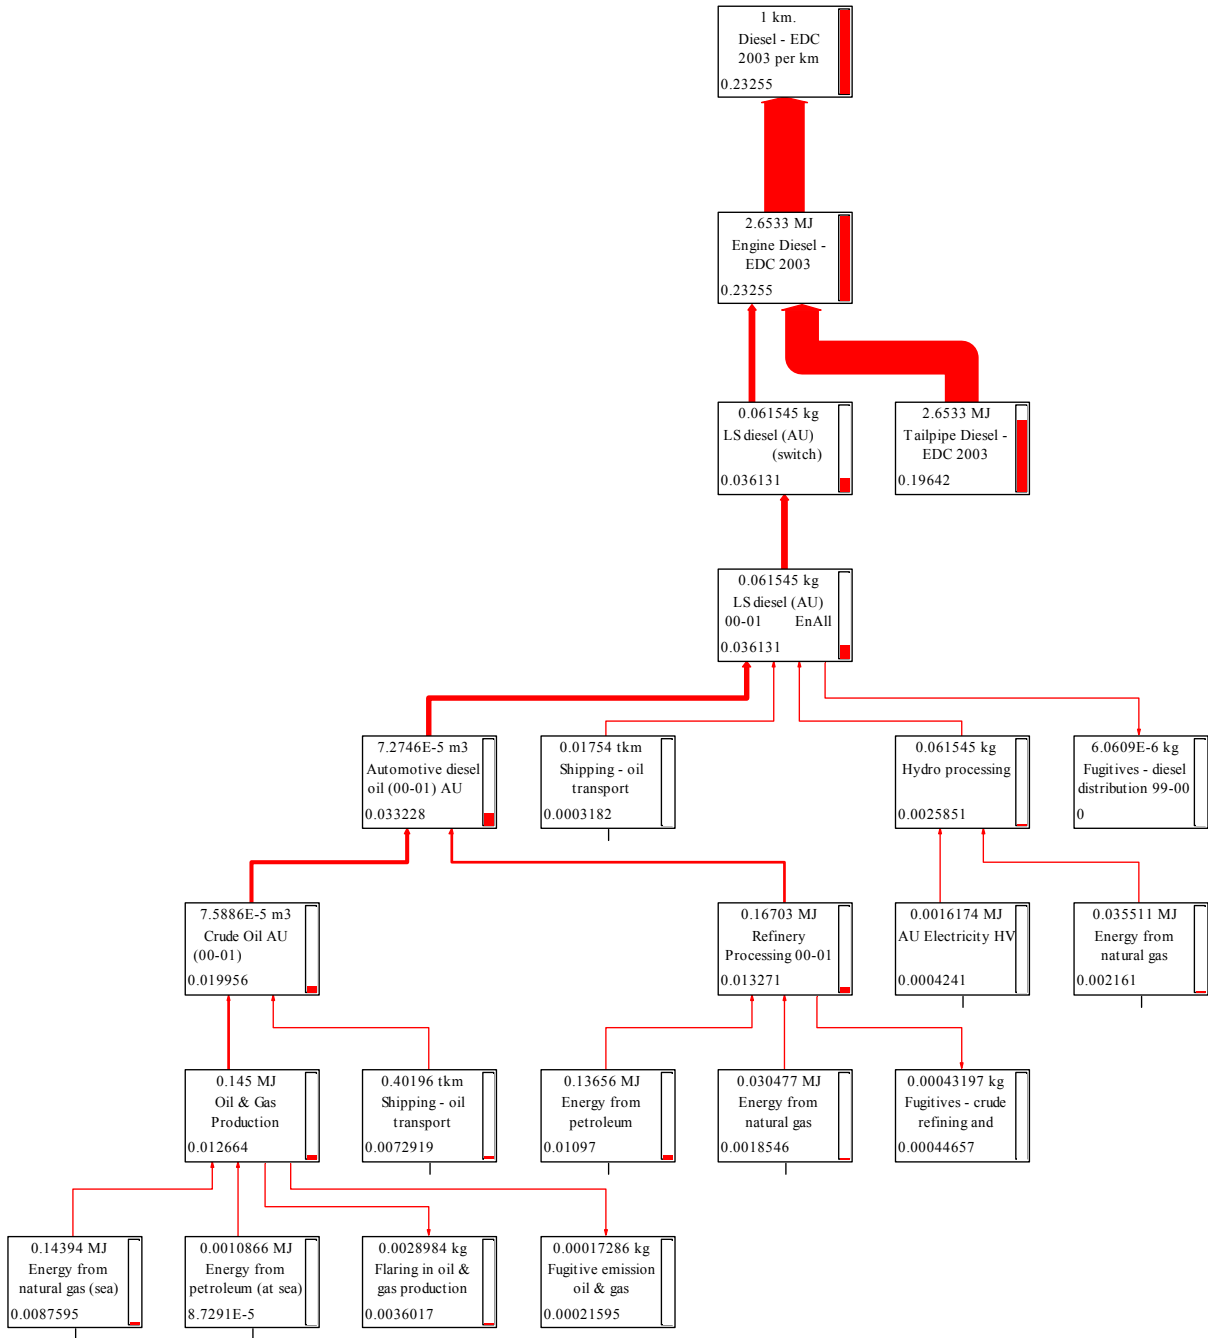 1 km.
Diesel - EDC
2003 per km
0.23255
2.6533 MJ
Engine Diesel -
EDC 2003
0.23255
0.061545 kg
LS diesel (AU)
(switch)
0.036131
2.6533 MJ
Tailpipe Diesel -
EDC 2003
0.19642
0.061545 kg
LS diesel (AU)
00-01 EnAll
0.036131
7.2746E-5 m3
Automotive diesel
oil (00-01) AU
0.033228
0.01754 tkm
Shipping - oil
transport
0.0003182
0.061545 kg
Hydro processing
0.0025851
6.0609E-6 kg
Fugitives - diesel
distribution 99-00
0
7.5886E-5 m3
Crude Oil AU
(00-01)
0.019956
0.16703 MJ
Refinery
Processing 00-01
0.013271
0.0016174 MJ
AU Electricity HV
0.0004241
0.035511 MJ
Energy from
natural gas
0.002161
0.145 MJ
Oil & Gas
Production
0.012664
0.40196 tkm
Shipping - oil
transport
0.0072919
0.13656 MJ
Energy from
petroleum
0.01097
0.030477 MJ
Energy from
natural gas
0.0018546
0.00043197 kg
Fugitives - crude
refining and
0.00044657
0.14394 MJ
Energy from
natural gas (sea)
0.0087595
0.0010866 MJ
Energy from
petroleum (at sea)
8.7291E-5
0.0028984 kg
Flaring in oil &
gas production
0.0036017
0.00017286 kg
Fugitive emission
oil & gas
0.00021595